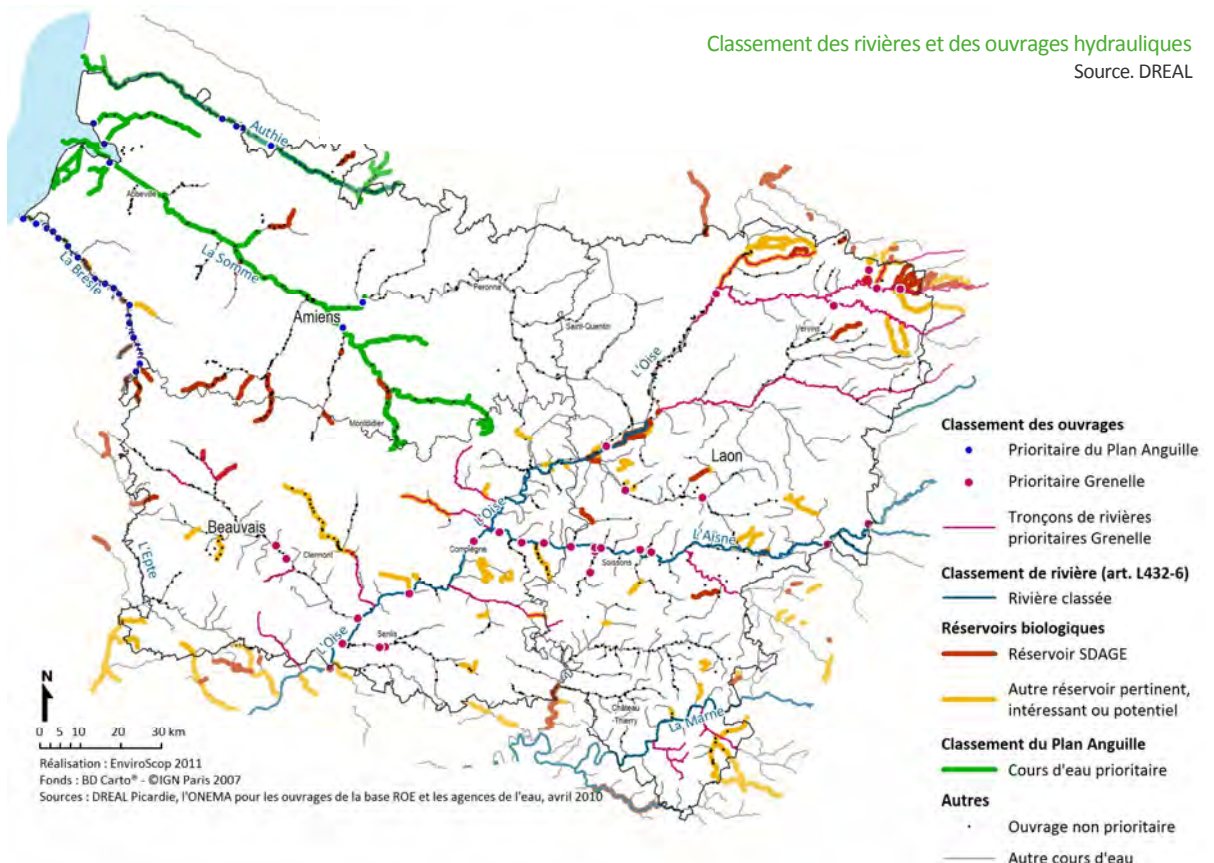 Classement des rivières et des ouvrages hydrauliques
Source. DREAL
Authie
Abbeville
La Somme
La Bresle
Amiens
Peronne
Saint-Quentin
L'Oise
Vervins
Montdidier
Laon
L'Oise
Beauvais
Clermont
Compiègne
L'Aisne
Soissons
L'Epte
L'Oise
Senlis
Château
-Thierry
La Marne
Classement des ouvrages
Prioritaire du Plan Anguille
Prioritaire Grenelle
Tronçons de rivières
prioritaires Grenelle
Classement de rivière (art. L432-6)
Rivière classée
Réservoirs biologiques
Réservoir SDAGE
Autre réservoir pertinent,
intéressant ou potentiel
Classement du Plan Anguille
Cours d'eau prioritaire
Autres
Ouvrage non prioritaire
Autre cours d'eau
N
0 5 10 20 30 km
Réalisation : EnviroScop 2011
Fonds : BD Carto® - ©IGN Paris 2007
Sources : DREAL Picardie, l'ONEMA pour les ouvrages de la base ROE et les agences de l'eau, avril 2010